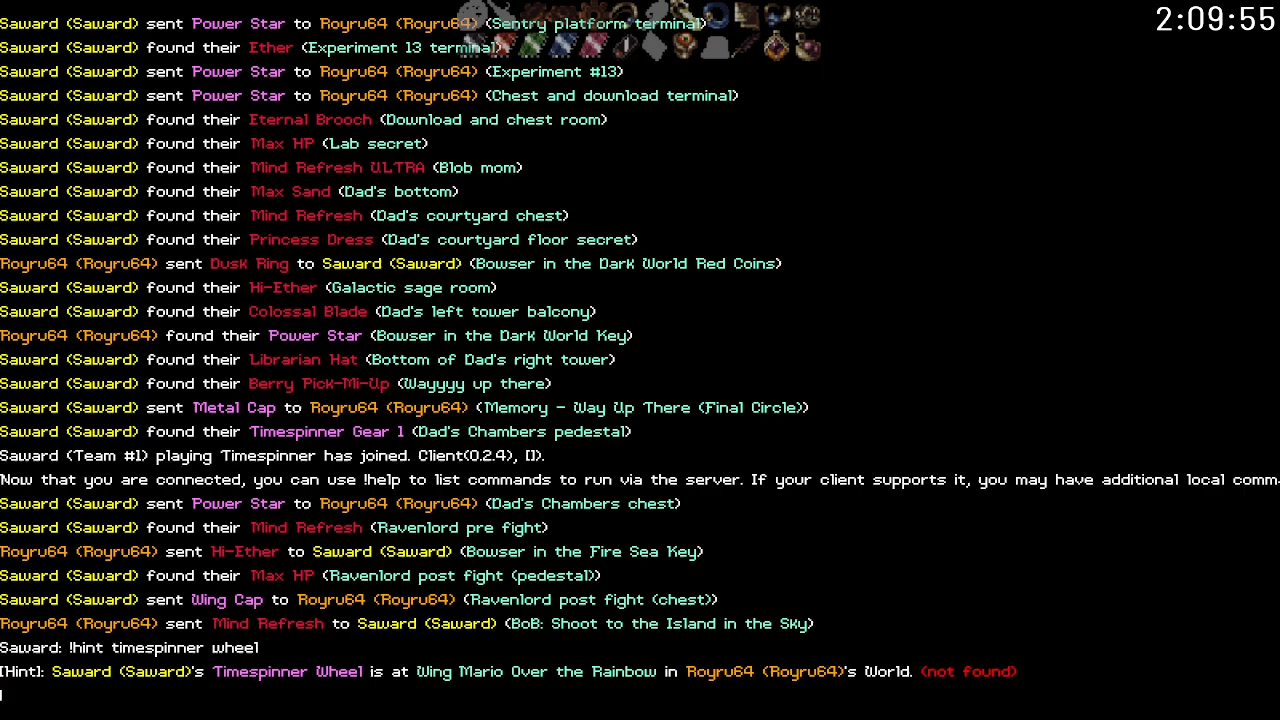 2:09:55
Saward (Saward) sent Power Star to Royru64 (Royru64) (Sentry platform terminal)
Saward (Saward) found their Ether (Experiment 13 terminal)
Saward (Saward) sent Power Star to Royru64 (Royru64) (Experiment #13)
Saward (Saward) sent Power Star to Royru64 (Royru64) (Chest and download terminal)
Saward (Saward) found their Eternal Brooch (Download and chest room)
Saward (Saward) found their Max HP (Lab secret)
Saward (Saward) found their Mind Refresh ULTRA (Blob mom)
Saward (Saward) found their Max Sand (Dad's bottom)
Saward (Saward) found their Mind Refresh (Dad's courtyard chest)
Saward (Saward) found their Princess Dress (Dad's courtyard floor secret)
Royru64 (Royru64) sent Dusk Ring to Saward (Saward) (Bowser in the Dark World Red Coins)
Saward (Saward) found their Hi-Ether (Galactic sage room)
Saward (Saward) found their Colossal Blade (Dad's left tower balcony)
Royru64 (Royru64) found their Power Star (Bowser in the Dark World Key)
Saward (Saward) found their Librarian Hat (Bottom of Dad's right tower)
Saward (Saward) found their Berry Pick-Mi-Up (Wayyyy up there)
Saward (Saward) sent Metal Cap to Royru64 (Royru64) (Memory - Way Up There (Final Circle))
Saward (Saward) found their Timespinner Gear 1 (Dad's Chambers pedestal)
Saward (Team #1) playing Timespinner has joined. Client(0.2.4), []).
Now that you are connected, you can use !help to list commands to run via the server. If your client supports it, you may have additional local comm
Saward (Saward) sent Power Star to Royru64 (Royru64) (Dad's Chambers chest)
Saward (Saward) found their Mind Refresh (Ravenlord pre fight)
Royru64 (Royru64) sent Hi-Ether to Saward (Saward) (Bowser in the Fire Sea Key)
Saward (Saward) found their Max HP (Ravenlord post fight (pedestal))
Saward (Saward) sent Wing Cap to Royru64 (Royru64) (Ravenlord post fight (chest))
Royru64 (Royru64) sent Mind Refresh to Saward (Saward) (BoB: Shoot to the Island in the Sky)
Saward: !hint timespinner wheel
[Hint]: Saward (Saward)'s Timespinner Wheel is at Wing Mario Over the Rainbow in Royru64 (Royru64)'s World. (not found)